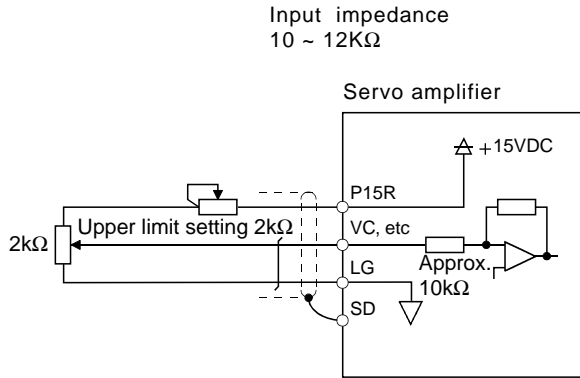 Input impedance
10 ~ 12KΩ
Servo amplifier
+15VDC
P15R
Upper limit setting 2kΩ
VC, etc
2kΩ
LG
Approx.
10kΩ
SD